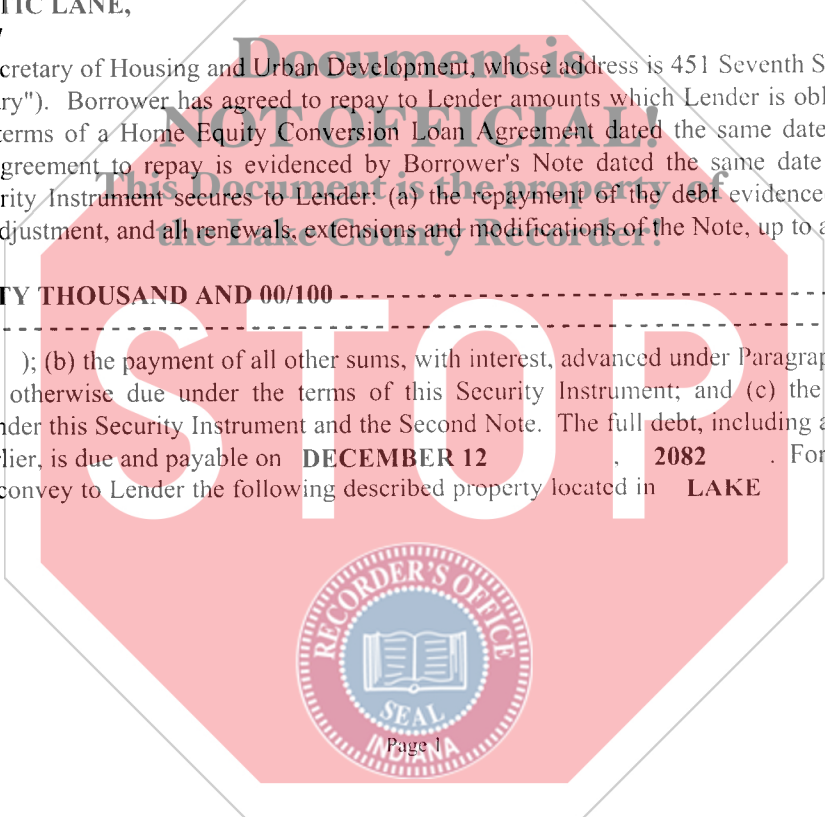 TIC LANE,
cretary of Housing and Urban Development, whose address is 451 Seventh S
ry"). Borrower has agreed to repay to Lender amounts which Lender is obl
terms of a Home Equity Conversion Loan Agreement dated the same date
greement to repay is evidenced by Borrower's Note dated the same date
rity Instrument secures to Lender: (a) the repayment of the debt evidence
djustment, and all renewals, extensions and modifications of the Note, up to a
Document is
NOT OFFICIAL!
This Document is the property of
the Lake County Recorder!
TY THOUSAND AND 00/100 - - - - - - - - - - - - - - - - - - - - - - - - - - - - - - - - - - - - - - - -
STOP
); (b) the payment of all other sums, with interest, advanced under Paragrap
otherwise due under the terms of this Security Instrument; and (c) the
nder this Security Instrument and the Second Note. The full debt, including a
lier, is due and payable on DECEMBER 12 , 2082 . For
convey to Lender the following described property located in LAKE
RECORDER'S OFFICE
SEAL
INDIANA
Page 1